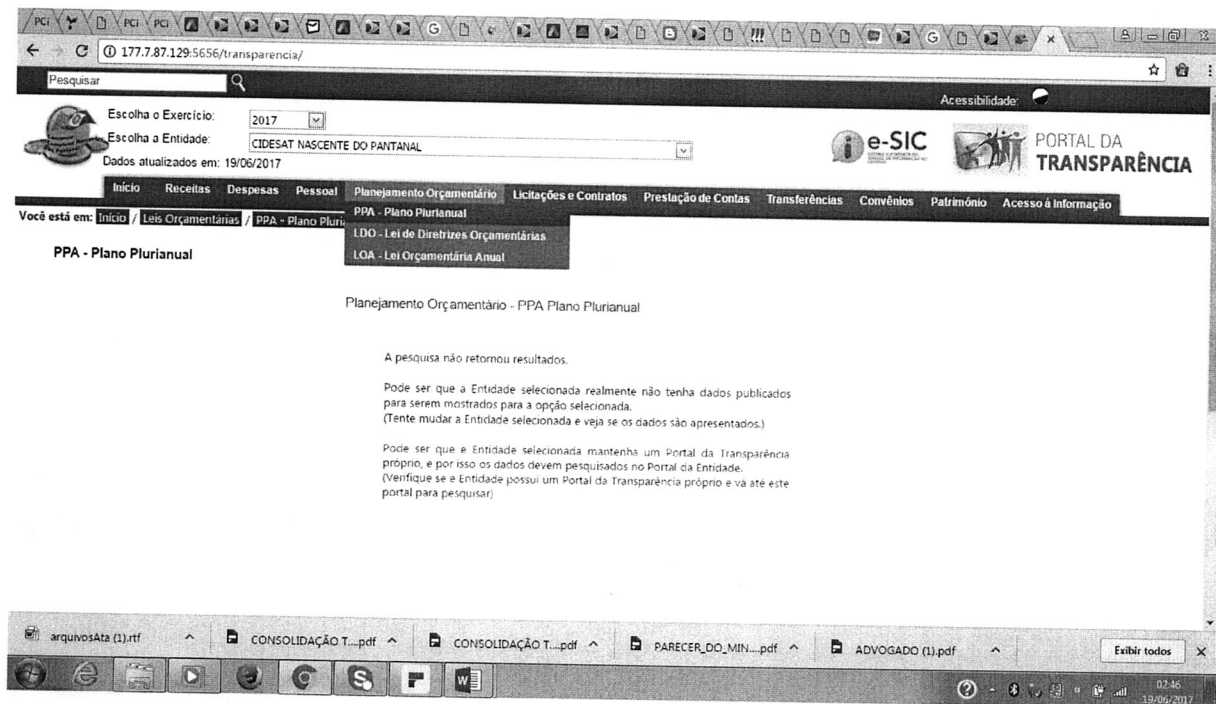 PCi PCi PCi
177.7.87.129:5656/transparencia/
Pesquisar
Acessibilidade:
Escolha o Exercício: 2017
Escolha a Entidade: CIDESAT NASCENTE DO PANTANAL
Dados atualizados em: 19/06/2017
e-SIC
PORTAL DA
TRANSPARÊNCIA
Início Receitas Despesas Pessoal Planejamento Orçamentário Licitações e Contratos Prestação de Contas Transferências Convênios Patrimônio Acesso à Informação
Você está em: Início / Leis Orçamentárias / PPA - Plano Pluri
PPA - Plano Plurianual
LDO - Lei de Diretrizes Orçamentárias
LOA - Lei Orçamentária Anual
PPA - Plano Plurianual
Planejamento Orçamentário - PPA Plano Plurianual
A pesquisa não retornou resultados.
Pode ser que a Entidade selecionada realmente não tenha dados publicados
para serem mostrados para a opção selecionada.
(Tente mudar a Entidade selecionada e veja se os dados são apresentados.)
Pode ser que e Entidade selecionada mantenha um Portal da Transparência
próprio, e por isso os dados devem pesquisados no Portal da Entidade.
(Verifique se e Entidade possui um Portal da Transparência próprio e vá até este
portal para pesquisar)
arquivosAta (1).rtf CONSOLIDAÇÃO T....pdf CONSOLIDAÇÃO T....pdf PARECER_DO_MIN....pdf ADVOGADO (1).pdf Exibir todos
02:46
19/06/2017